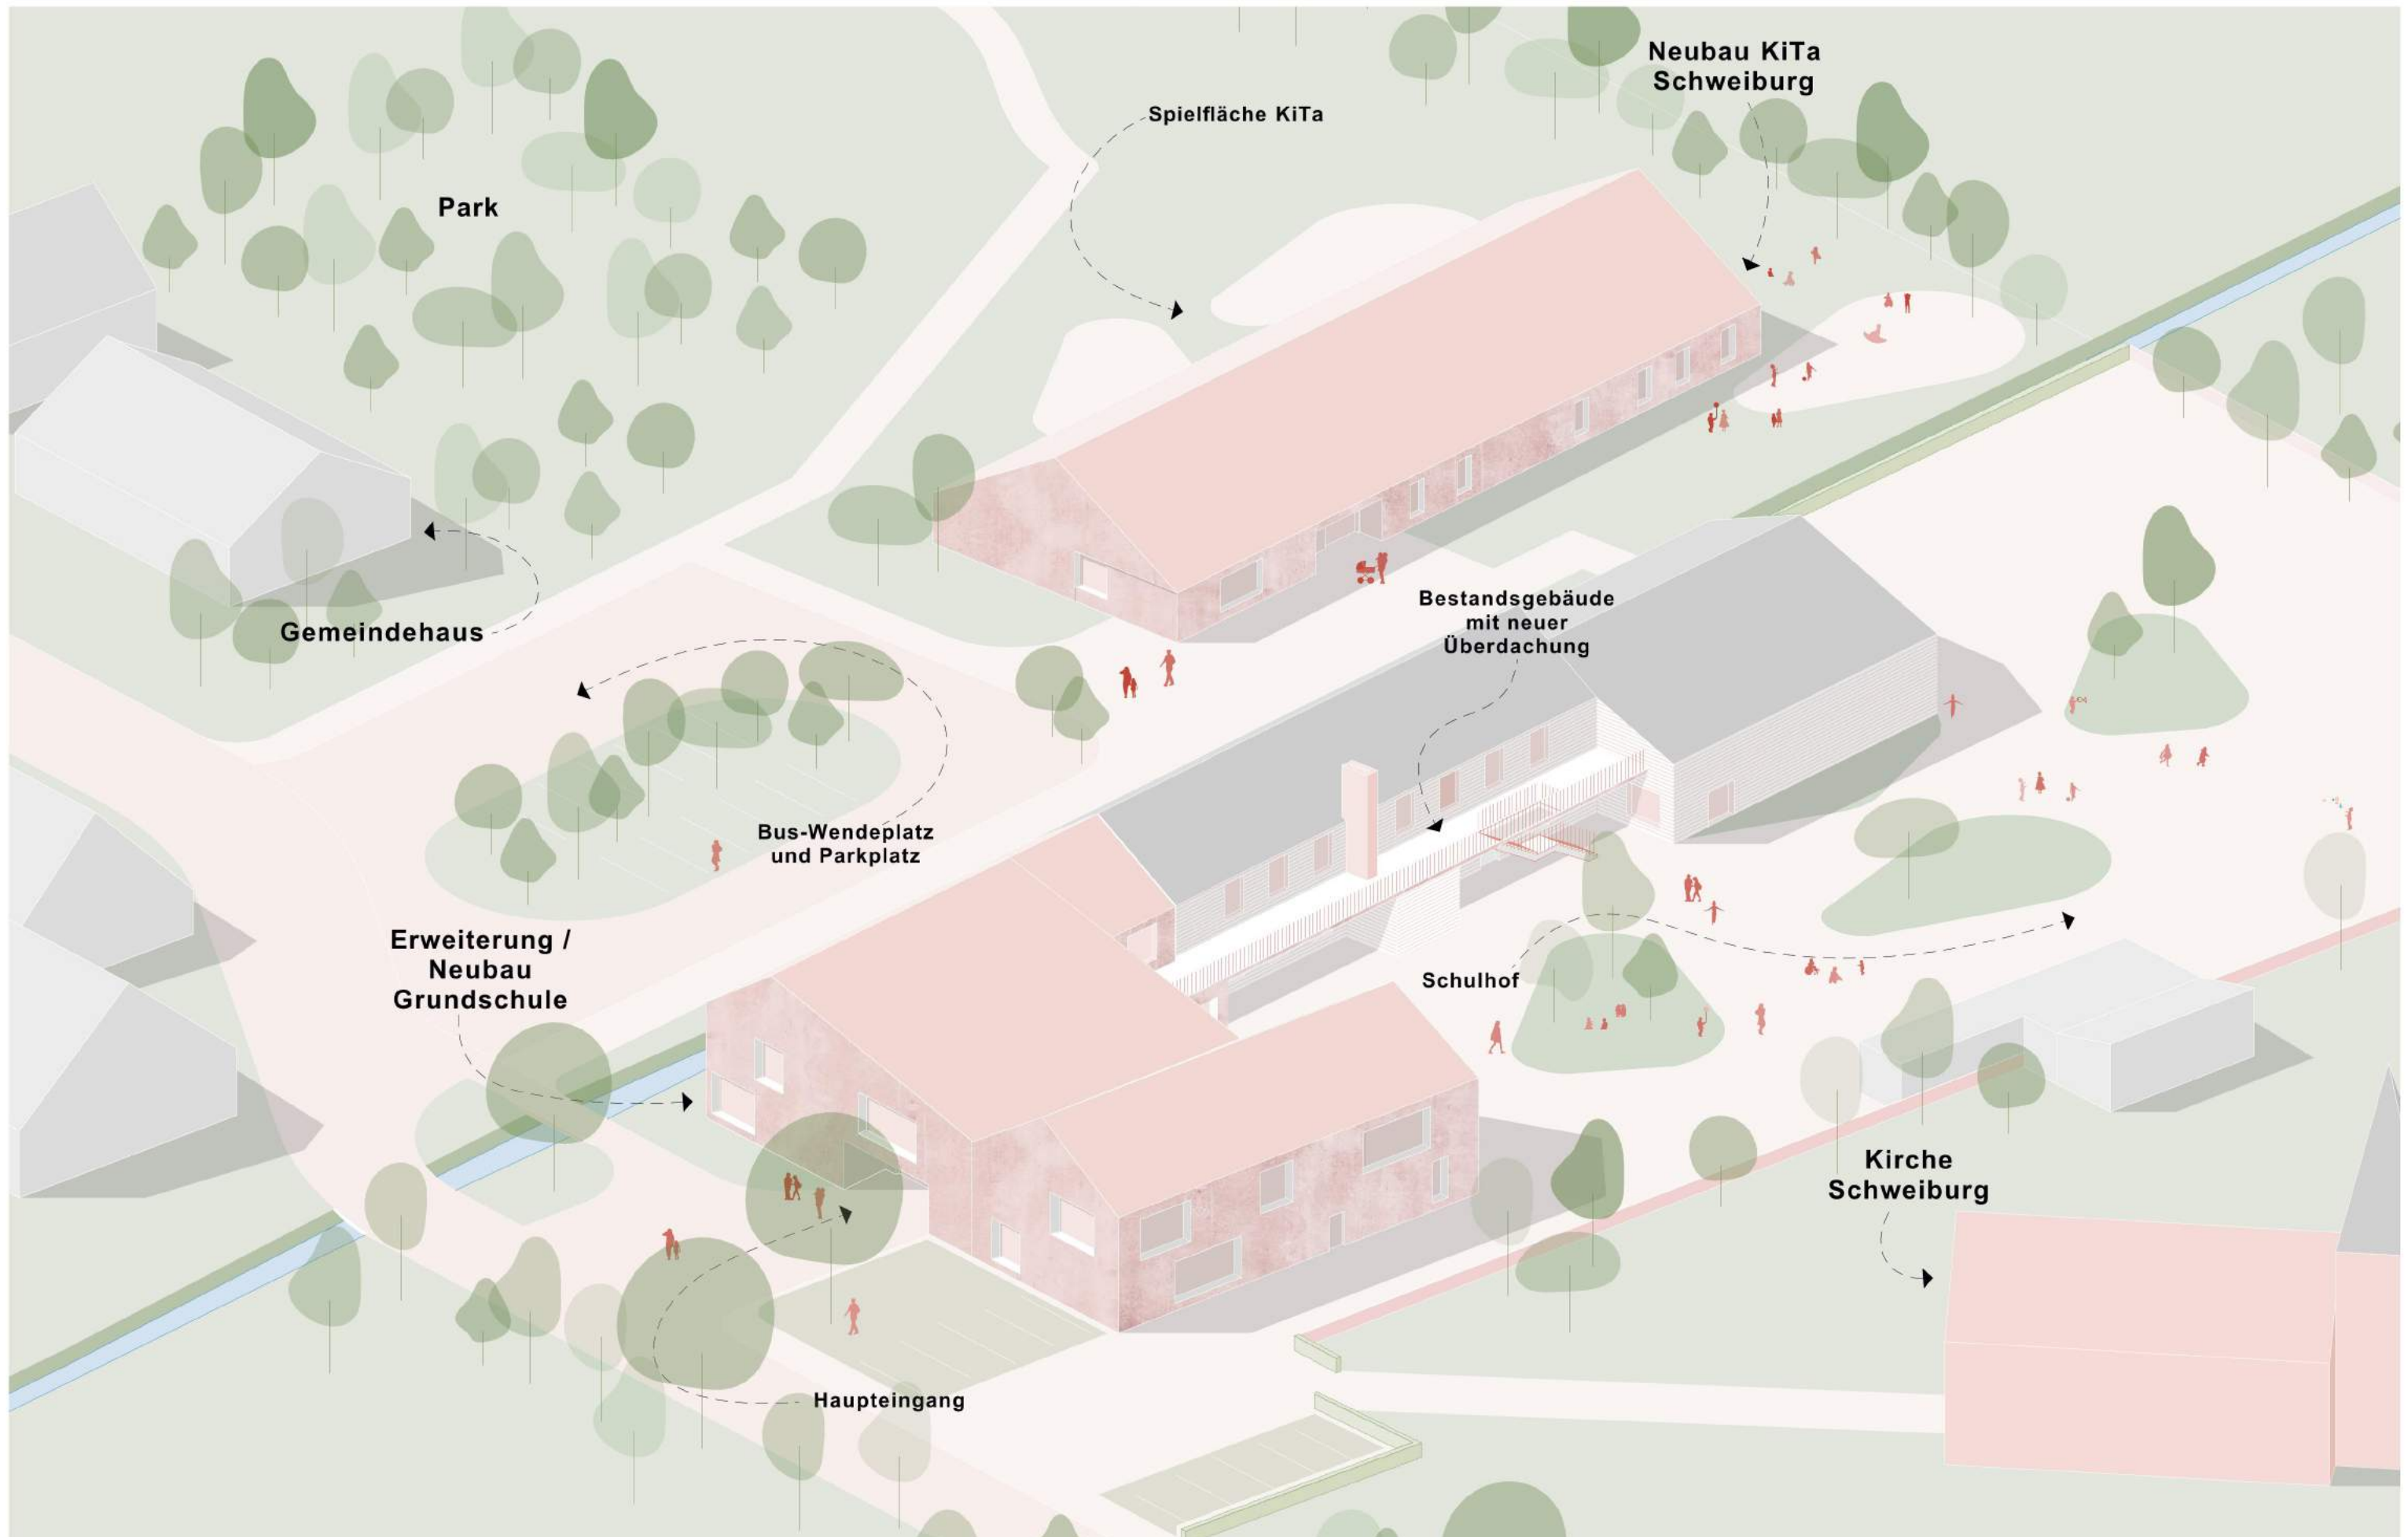 Neubau KiTa
Schweiburg
Spielfläche KiTa
Park
Gemeindehaus
Bestandsgebäude
mit neuer
Überdachung
Bus-Wendeplatz
und Parkplatz
Erweiterung /
Neubau
Grundschule
Schulhof
Kirche
Schweiburg
Haupteingang